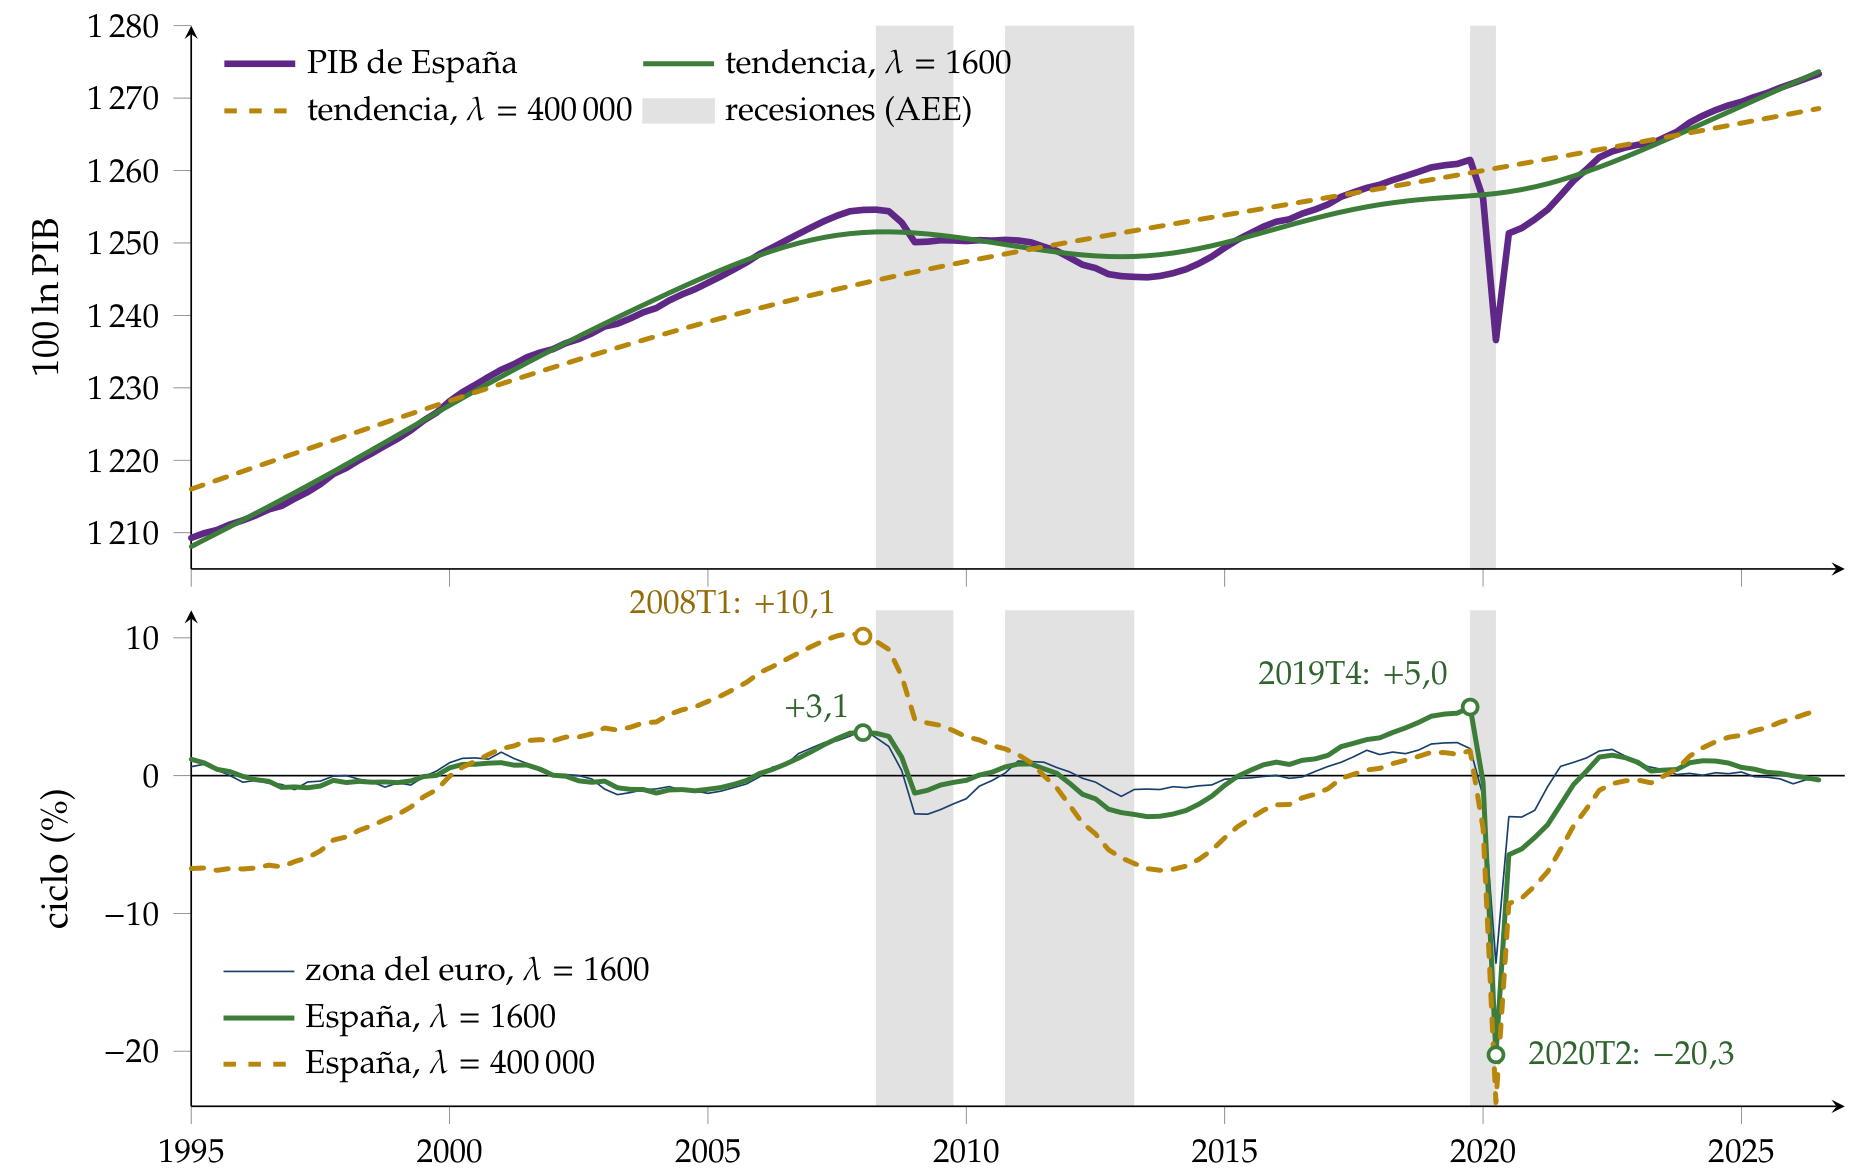 1 280
1 270
1 260
1 250
1 240
1 230
1 220
1 210
100 ln PIB
PIB de España
tendencia, λ = 1600
tendencia, λ = 400 000
recesiones (AEE)
2008T1: +10,1
+3,1
2019T4: +5,0
2020T2: −20,3
10
0
−10
−20
ciclo (%)
zona del euro, λ = 1600
España, λ = 1600
España, λ = 400 000
1995 2000 2005 2010 2015 2020 2025